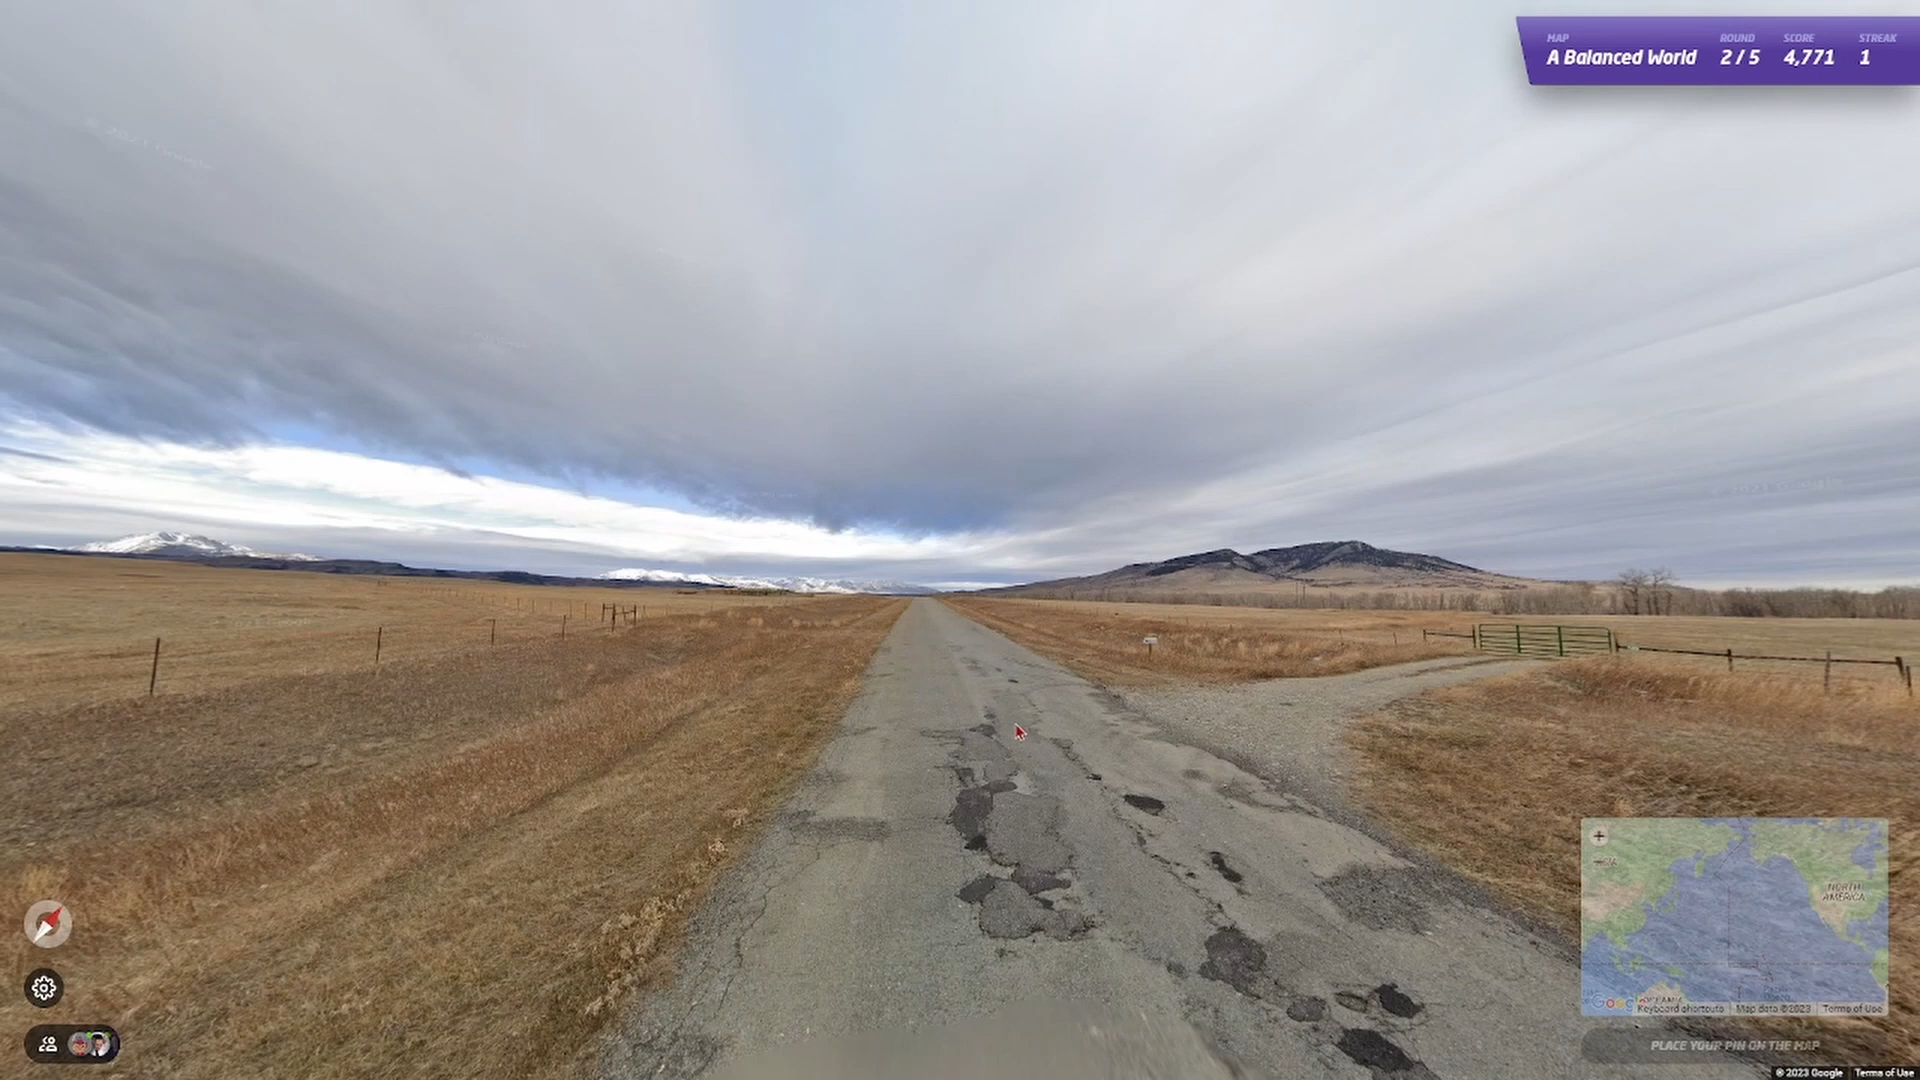 MAP
A Balanced World
ROUND
2 / 5
SCORE
4,771
STREAK
1
NORTH
AMERICA
Keyboard shortcuts
Map data ©2023
Terms of Use
PLACE YOUR PIN ON THE MAP
© 2023 Google
Terms of Use